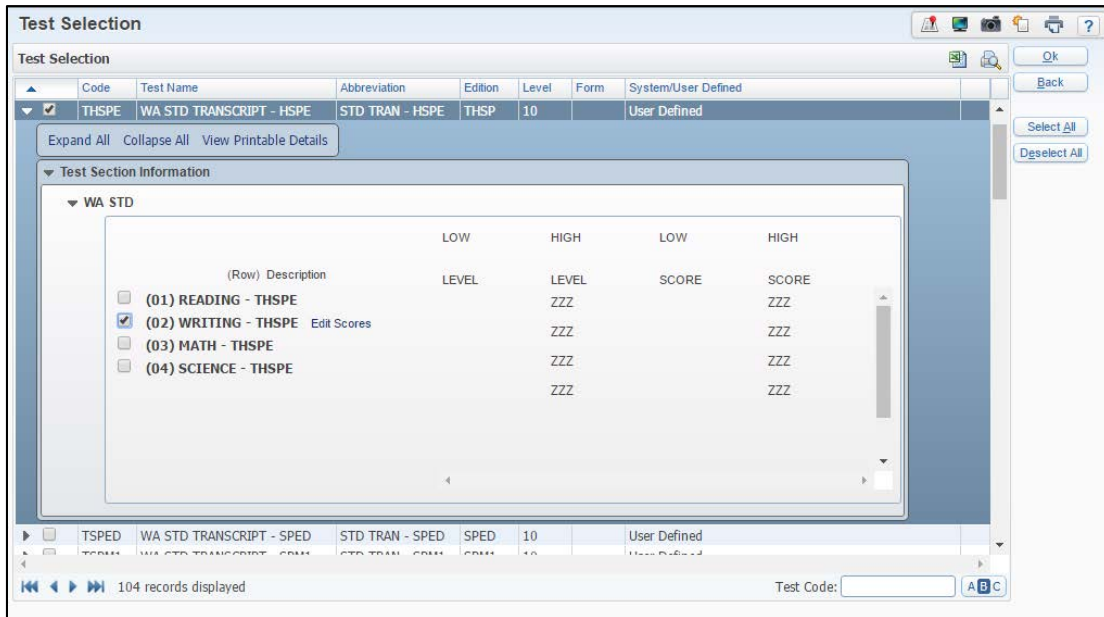 Test Selection
?
Test Selection
Ok
Back
Select All
Deselect All
Code Test Name Abbreviation Edition Level Form System/User Defined
THSPE WA STD TRANSCRIPT - HSPE STD TRAN - HSPE THSP 10 User Defined
Expand All Collapse All View Printable Details
Test Section Information
WA STD
LOW HIGH LOW HIGH
(Row) Description LEVEL LEVEL SCORE SCORE
(01) READING - THSPE ZZZ ZZZ
(02) WRITING - THSPE Edit Scores ZZZ ZZZ
(03) MATH - THSPE ZZZ ZZZ
(04) SCIENCE - THSPE ZZZ ZZZ
TSPED WA STD TRANSCRIPT - SPED STD TRAN - SPED SPED 10 User Defined
104 records displayed Test Code: ABC